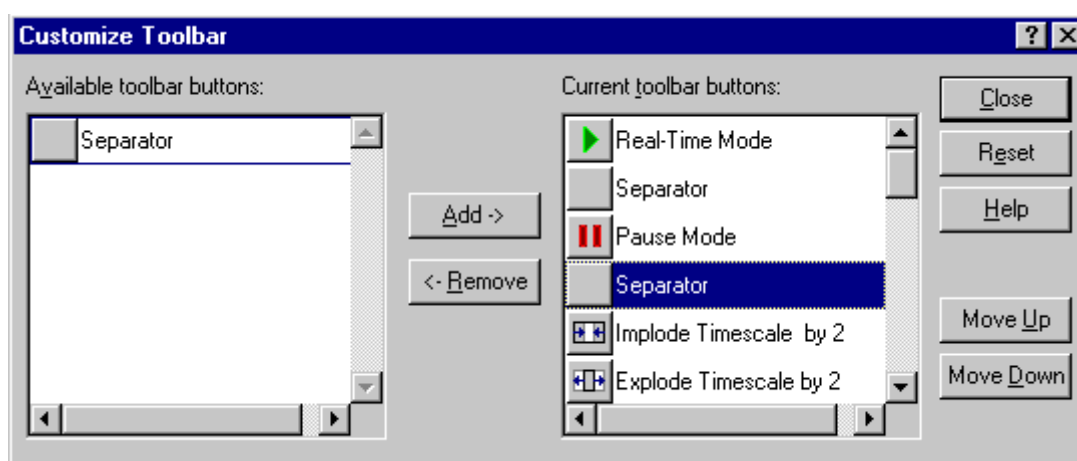 Customize Toolbar
Available toolbar buttons:
Separator
Add ->
<- Remove
Current toolbar buttons:
Real-Time Mode
Separator
Pause Mode
Separator
Implode Timescale  by 2
Explode Timescale by 2
Close
Reset
Help
Move Up
Move Down